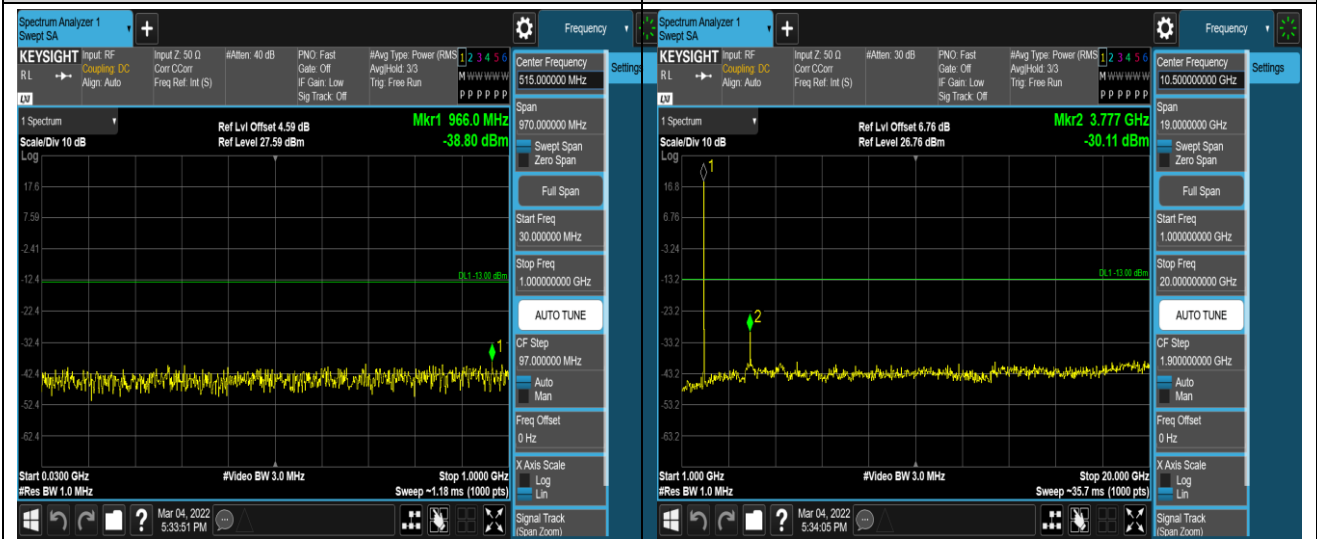 Spectrum Analyzer 1
Swept SA
+
Frequency
KEYSIGHT
RL
Input: RF
Coupling: DC
Align: Auto
Input Z: 50 Ω
Corr CCorr
Freq Ref: Int (S)
#Atten: 40 dB
PNO: Fast
Gate: Off
IF Gain: Low
Sig Track: Off
#Avg Type: Power (RMS
Avg|Hold: 3/3
Trig: Free Run
1 2 3 4 5 6
M W W W W W
P P P P P P
Center Frequency
515.000000 MHz
Settings
Span
970.000000 MHz
Swept Span
Zero Span
Full Span
Start Freq
30.000000 MHz
Stop Freq
1.000000000 GHz
AUTO TUNE
CF Step
97.000000 MHz
Auto
Man
Freq Offset
0 Hz
X Axis Scale
Log
Lin
Signal Track
(Span Zoom)
1 Spectrum
Scale/Div 10 dB
Log
Ref Lvl Offset 4.59 dB
Ref Level 27.59 dBm
Mkr1 966.0 MHz
-38.80 dBm
17.6
7.59
-2.41
-12.4
-22.4
-32.4
-42.4
-52.4
-62.4
DL1 -13.00 dBm
1
Start 0.0300 GHz
#Res BW 1.0 MHz
#Video BW 3.0 MHz
Stop 1.0000 GHz
Sweep ~1.18 ms (1000 pts)
?
Mar 04, 2022
5:33:51 PM
Spectrum Analyzer 1
Swept SA
+
Frequency
KEYSIGHT
RL
Input: RF
Coupling: DC
Align: Auto
Input Z: 50 Ω
Corr CCorr
Freq Ref: Int (S)
#Atten: 30 dB
PNO: Fast
Gate: Off
IF Gain: Low
Sig Track: Off
#Avg Type: Power (RMS
Avg|Hold: 3/3
Trig: Free Run
1 2 3 4 5 6
M W W W W W
P P P P P P
Center Frequency
10.500000000 GHz
Settings
Span
19.0000000 GHz
Swept Span
Zero Span
Full Span
Start Freq
1.000000000 GHz
Stop Freq
20.000000000 GHz
AUTO TUNE
CF Step
1.900000000 GHz
Auto
Man
Freq Offset
0 Hz
X Axis Scale
Log
Lin
Signal Track
(Span Zoom)
1 Spectrum
Scale/Div 10 dB
Log
Ref Lvl Offset 6.76 dB
Ref Level 26.76 dBm
Mkr2 3.777 GHz
-30.11 dBm
16.8
6.76
-3.24
-13.2
-23.2
-33.2
-43.2
-53.2
-63.2
DL1 -13.00 dBm
1
2
Start 1.000 GHz
#Res BW 1.0 MHz
#Video BW 3.0 MHz
Stop 20.000 GHz
Sweep ~35.7 ms (1000 pts)
?
Mar 04, 2022
5:34:05 PM